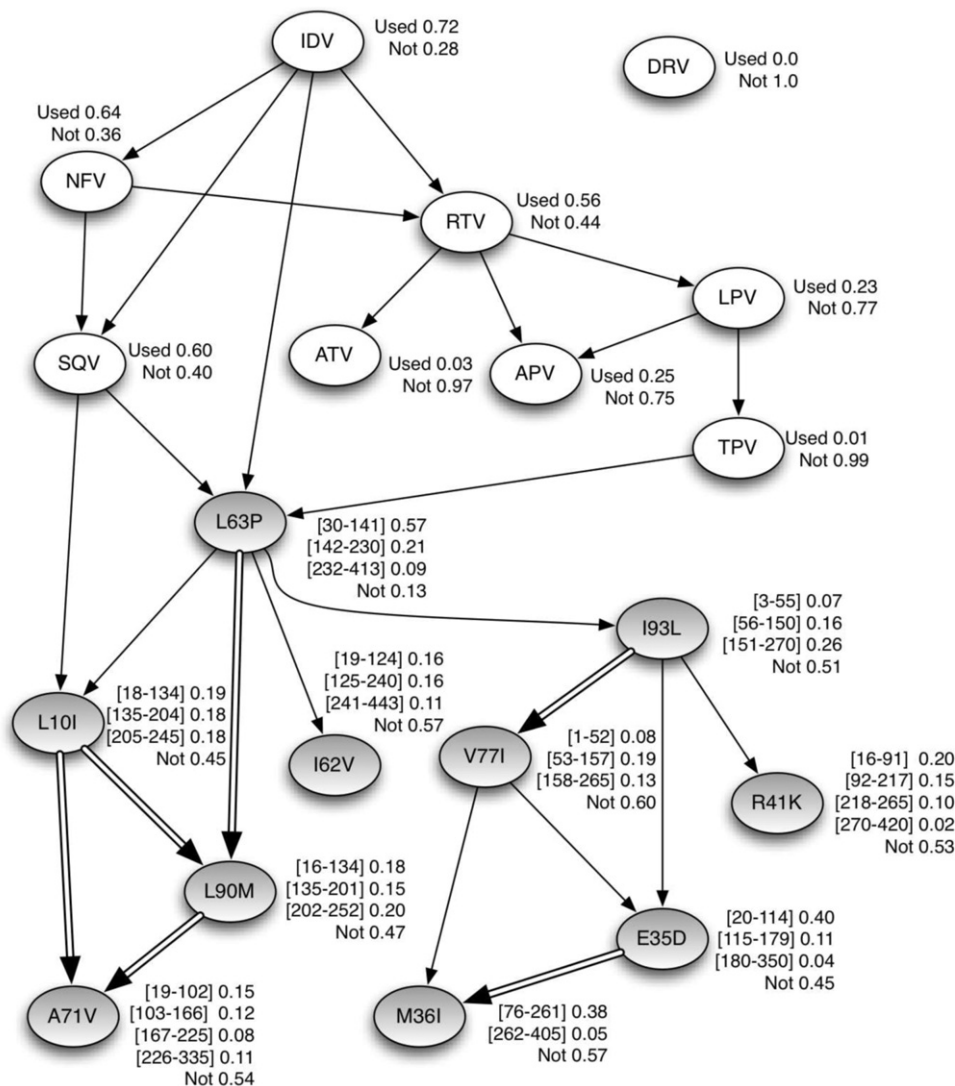 IDV
Used 0.72
Not 0.28
DRV
Used 0.0
Not 1.0
Used 0.64
Not 0.36
NFV
RTV
Used 0.56
Not 0.44
LPV
Used 0.23
Not 0.77
SQV
Used 0.60
Not 0.40
ATV
Used 0.03
Not 0.97
APV
Used 0.25
Not 0.75
TPV
Used 0.01
Not 0.99
L63P
[30-141] 0.57
[142-230] 0.21
[232-413] 0.09
Not 0.13
I93L
[3-55] 0.07
[56-150] 0.16
[151-270] 0.26
Not 0.51
L10I
[18-134] 0.19
[135-204] 0.18
[205-245] 0.18
Not 0.45
[19-124] 0.16
[125-240] 0.16
[241-443] 0.11
Not 0.57
I62V
V77I
[1-52] 0.08
[53-157] 0.19
[158-265] 0.13
Not 0.60
R41K
[16-91] 0.20
[92-217] 0.15
[218-265] 0.10
[270-420] 0.02
Not 0.53
L90M
[16-134] 0.18
[135-201] 0.15
[202-252] 0.20
Not 0.47
E35D
[20-114] 0.40
[115-179] 0.11
[180-350] 0.04
Not 0.45
A71V
[19-102] 0.15
[103-166] 0.12
[167-225] 0.08
[226-335] 0.11
Not 0.54
M36I
[76-261] 0.38
[262-405] 0.05
Not 0.57